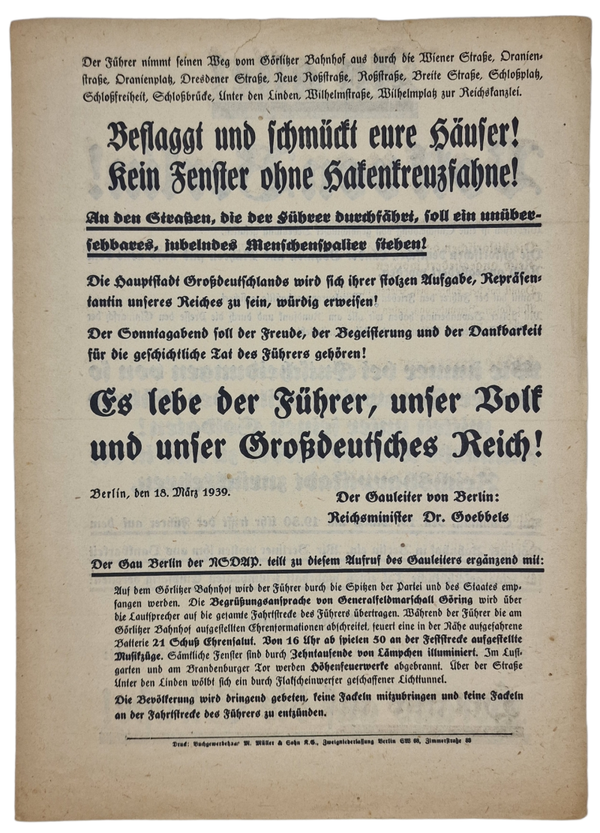 Der Führer nimmt seinen Weg vom Görlitzer Bahnhof aus durch die Wiener Straße, Oranien-
straße, Oranienplatz, Dresdener Straße, Neue Roßstraße, Roßstraße, Breite Straße, Schloßplatz,
Schloßfreiheit, Schloßbrücke, Unter den Linden, Wilhelmstraße, Wilhelmplatz zur Reichskanzlei.
Beflaggt und schmückt eure Häuser!
Kein Fenster ohne Hakenkreuzfahne!
An den Straßen, die der Führer durchfährt, soll ein unüber-
sehbares, jubelndes Menschenspalier stehen!
Die Hauptstadt Großdeutschlands wird sich ihrer stolzen Aufgabe, Repräsen-
tantin unseres Reiches zu sein, würdig erweisen!
Der Sonntagabend soll der Freude, der Begeisterung und der Dankbarkeit
für die geschichtliche Tat des Führers gehören!
Es lebe der Führer, unser Volk
und unser Großdeutsches Reich!
Berlin, den 18. März 1939.
Der Gauleiter von Berlin:
Reichsminister Dr. Goebbels
Der Gau Berlin der NSDAP. teilt zu diesem Aufruf des Gauleiters ergänzend mit:
Auf dem Görlitzer Bahnhof wird der Führer durch die Spitzen der Partei und des Staates emp-
fangen werden. Die Begrüßungsansprache von Generalfeldmarschall Göring wird über
die Lautsprecher auf die gesamte Fahrtstrecke des Führers übertragen. Während der Führer die am
Görlitzer Bahnhof aufgestellten Ehrenformationen abschreitet, feuert eine in der Nähe aufgefahrene
Batterie 21 Schuß Ehrensalut. Von 16 Uhr ab spielen 50 an der Feststrecke aufgestellte
Musikzüge. Sämtliche Fenster sind durch Zehntausende von Lämpchen illuminiert. Im Lust-
garten und am Brandenburger Tor werden Höhenfeuerwerke abgebrannt. Über der Straße
Unter den Linden wölbt sich ein durch Flakscheinwerfer geschaffener Lichttunnel.
Die Bevölkerung wird dringend gebeten, keine Fackeln mitzubringen und keine Fackeln
an der Fahrtstrecke des Führers zu entzünden.
Druck: Buchgewerbehaus M. Müller & Sohn K.G., Zweigniederlassung Berlin SW 68, Zimmerstraße 88